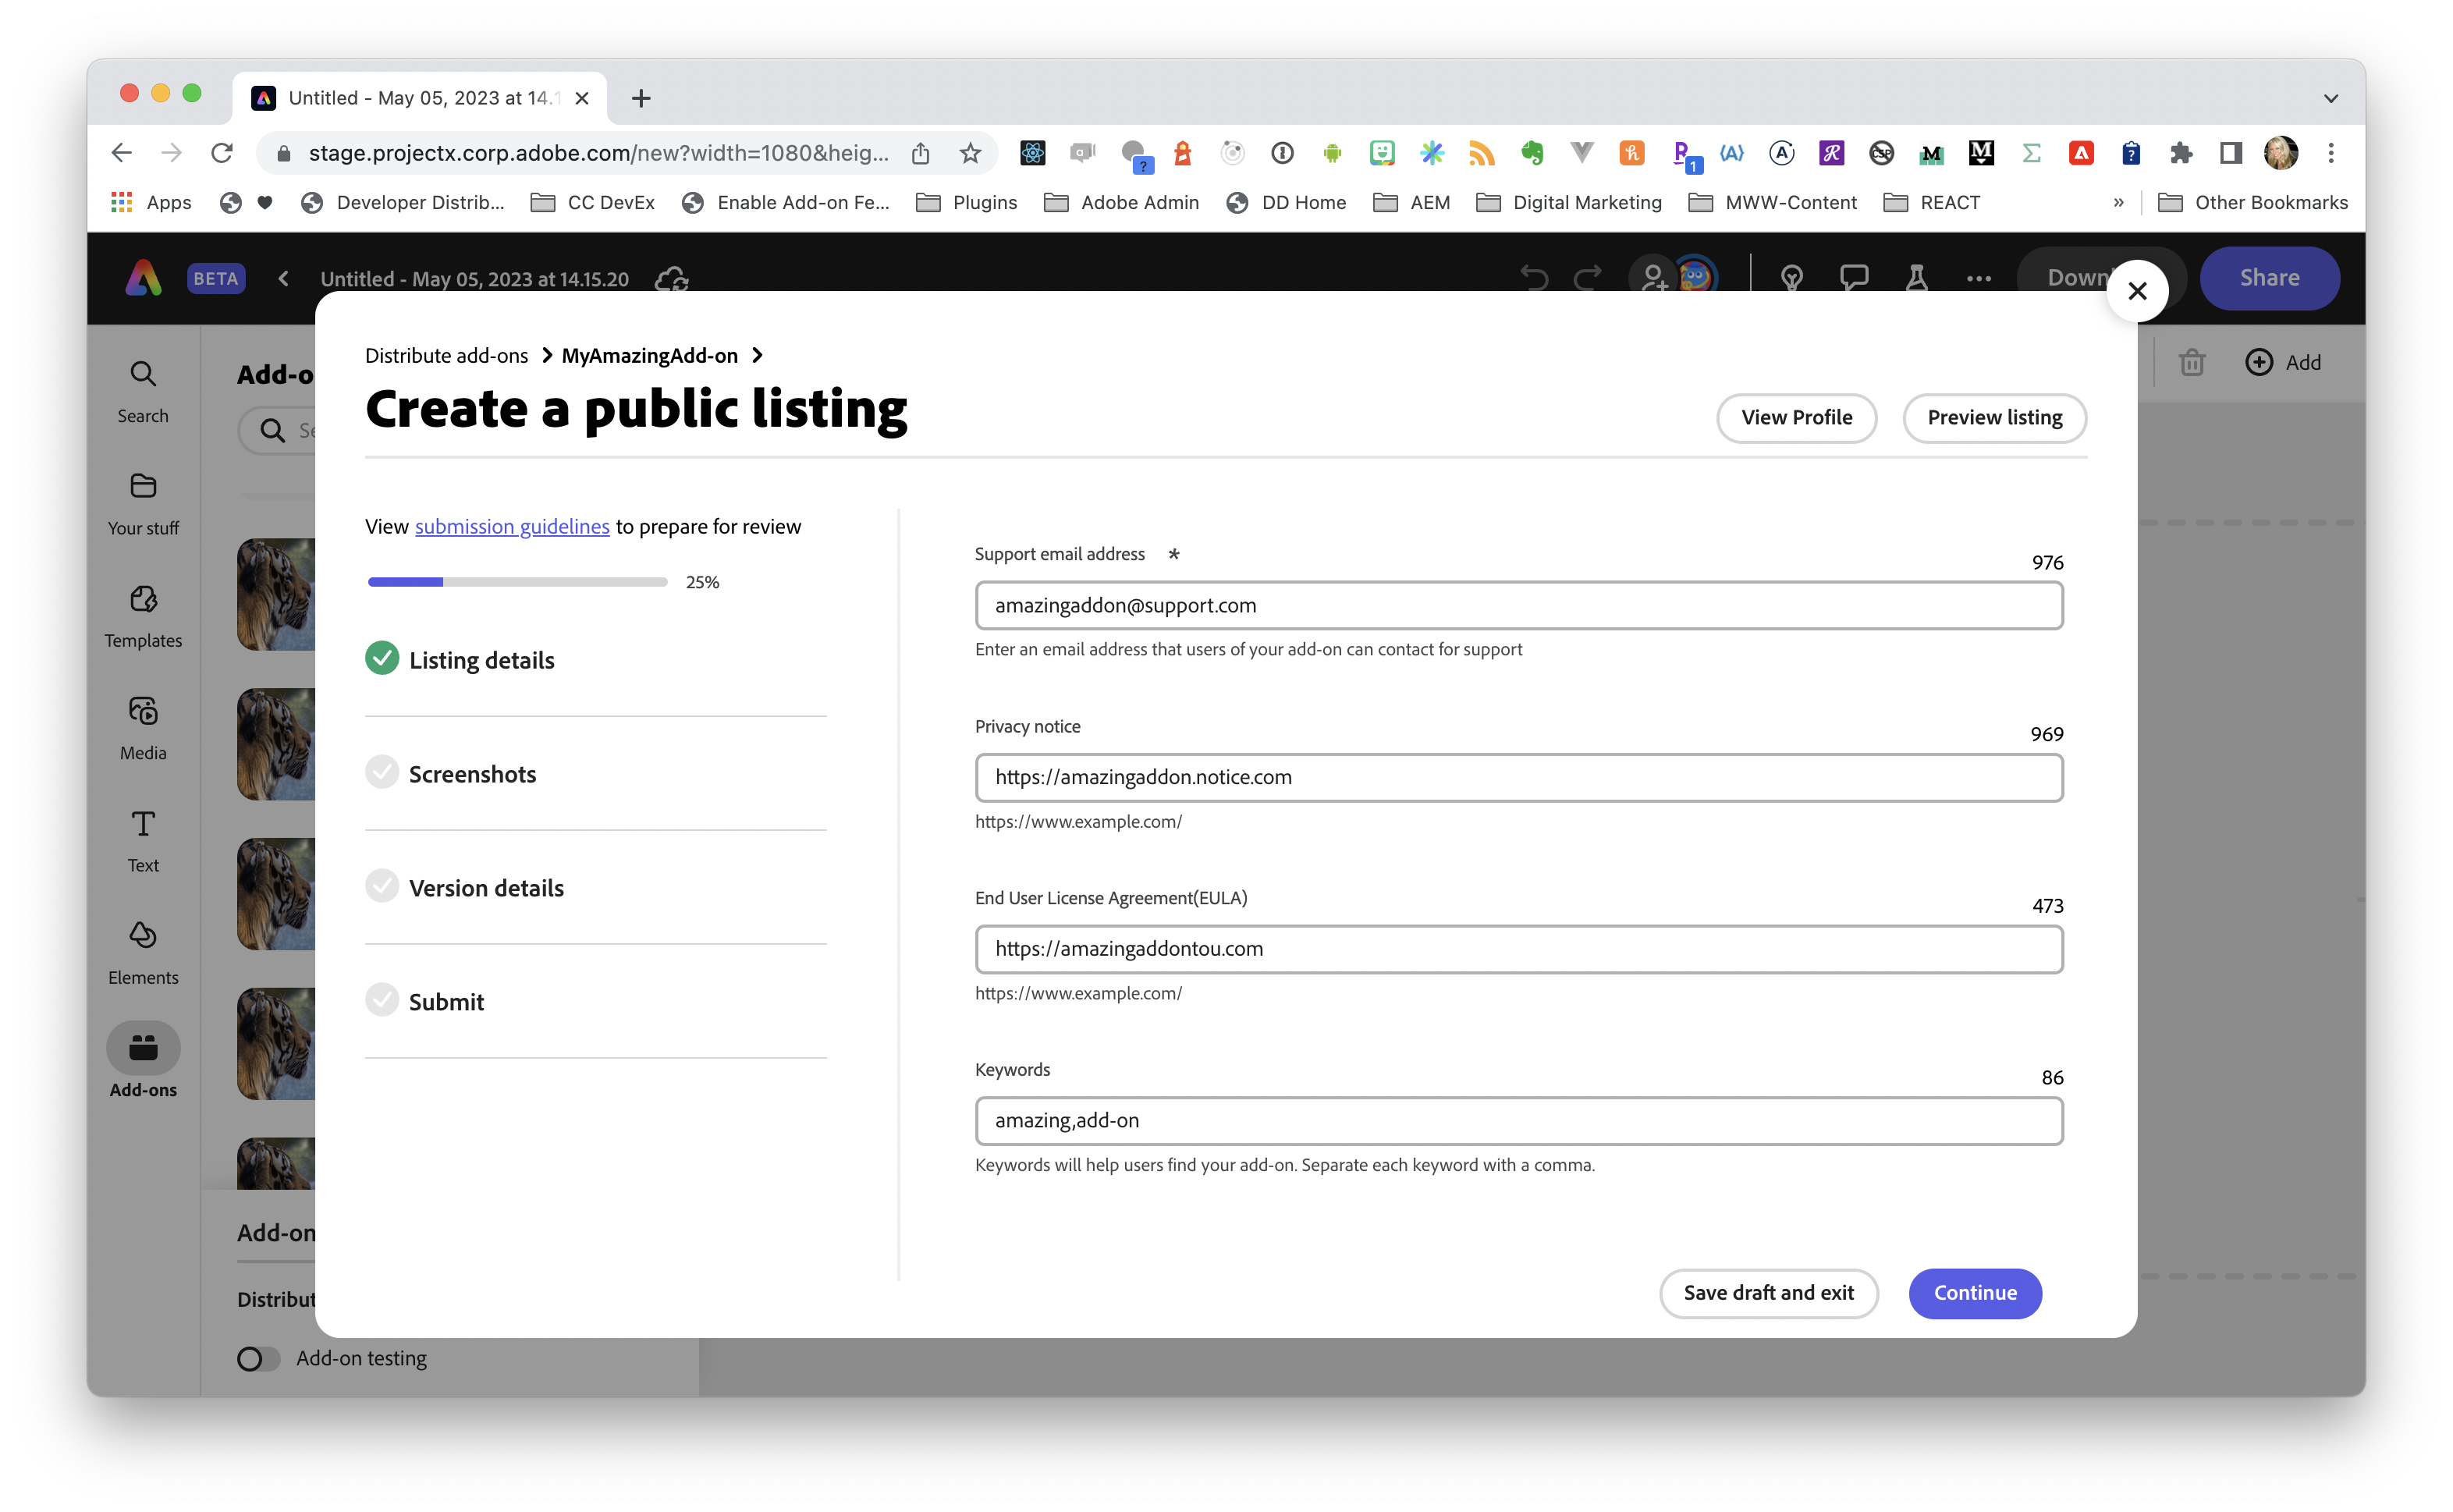 Untitled - May 05, 2023 at 14.1
stage.projectx.corp.adobe.com/new?width=1080&heig...
Apps
Developer Distrib...
CC DevEx
Enable Add-on Fe...
Plugins
Adobe Admin
DD Home
AEM
Digital Marketing
MWW-Content
REACT
»
Other Bookmarks
BETA
Untitled - May 05, 2023 at 14.15.20
Down
Share
Search
Your stuff
Templates
Media
Text
Elements
Add-ons
Add-o
Se
Add
Distribute add-ons > MyAmazingAdd-on >
Create a public listing
View Profile
Preview listing
View submission guidelines to prepare for review
25%
Listing details
Screenshots
Version details
Submit
Support email address *
976
amazingaddon@support.com
Enter an email address that users of your add-on can contact for support
Privacy notice
969
https://amazingaddon.notice.com
https://www.example.com/
End User License Agreement(EULA)
473
https://amazingaddontou.com
https://www.example.com/
Keywords
86
amazing,add-on
Keywords will help users find your add-on. Separate each keyword with a comma.
Save draft and exit
Continue
Add-on
Distribut
Add-on testing